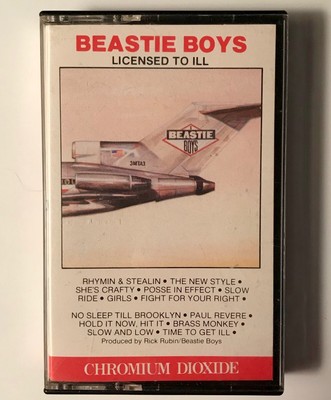 BEASTIE BOYS
LICENSED TO ILL
BEASTIE
BOYS
3MTA3
RHYMIN & STEALIN • THE NEW STYLE •
SHE'S CRAFTY • POSSE IN EFFECT • SLOW
RIDE • GIRLS • FIGHT FOR YOUR RIGHT •
NO SLEEP TILL BROOKLYN • PAUL REVERE •
HOLD IT NOW, HIT IT • BRASS MONKEY •
SLOW AND LOW • TIME TO GET ILL •
Produced by Rick Rubin/Beastie Boys
CHROMIUM DIOXIDE